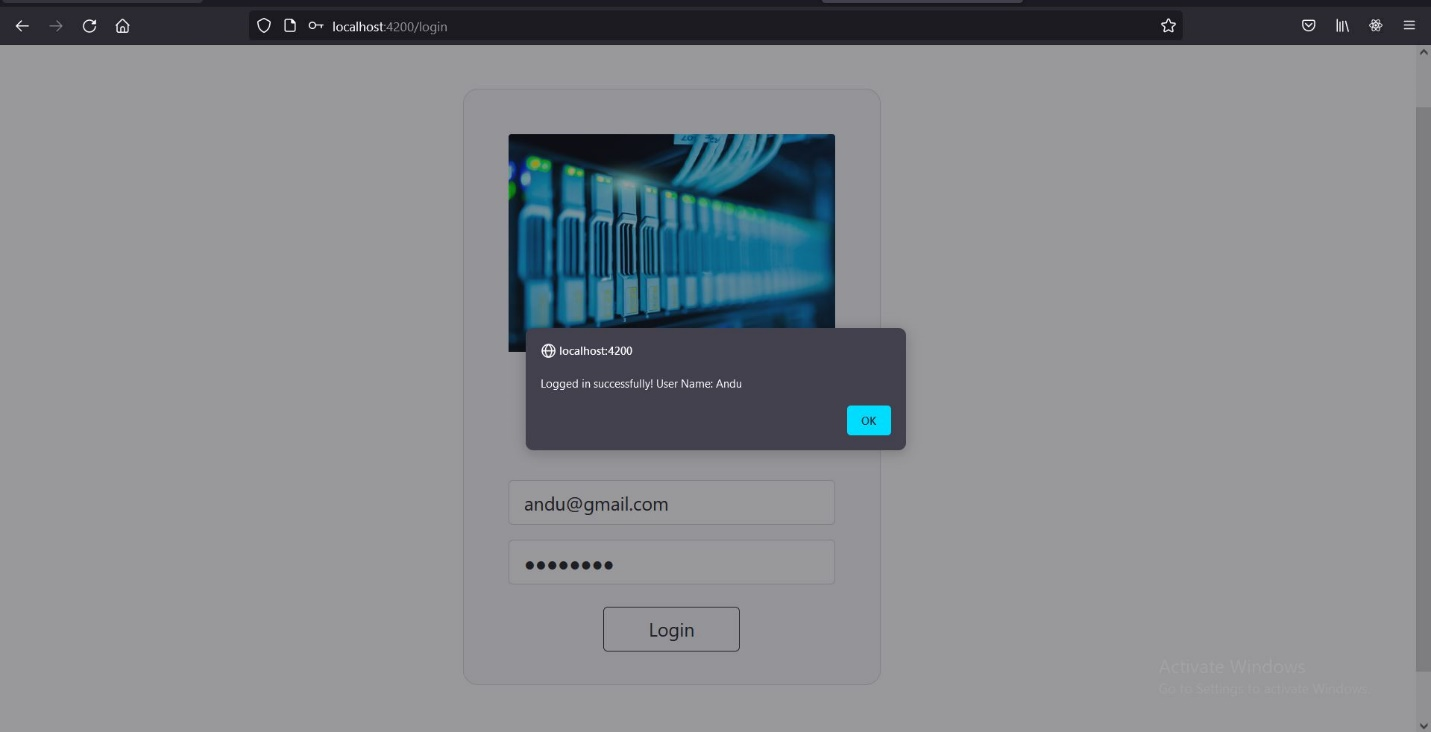 localhost:4200/login
localhost:4200
Logged in successfully! User Name: Andu
OK
andu@gmail.com
●●●●●●●●
Login
Activate Windows
Go to Settings to activate Windows.